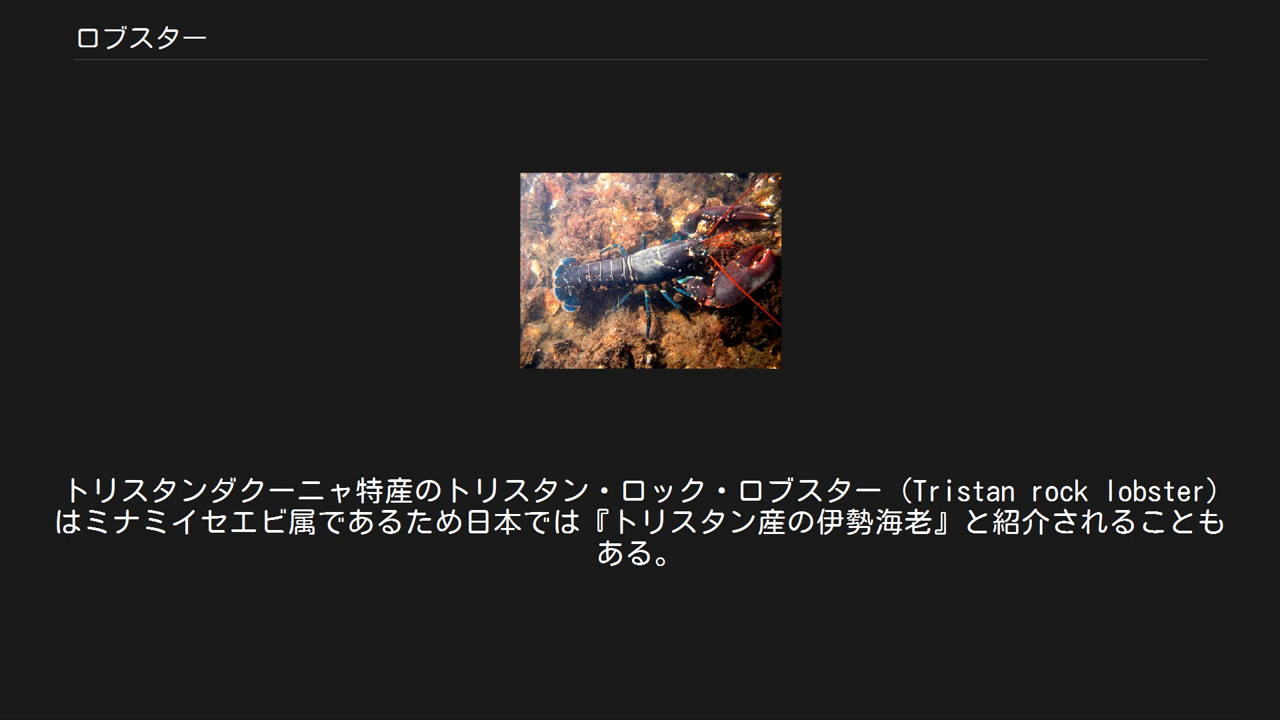 ロブスター
トリスタンダクーニャ特産のトリスタン・ロック・ロブスター（Tristan rock lobster）
はミナミイセエビ属であるため日本では『トリスタン産の伊勢海老』と紹介されることも
ある。